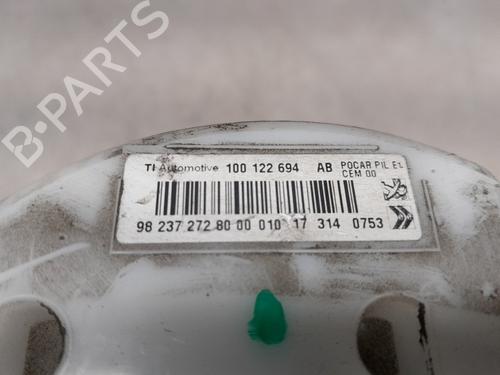 B-PARTS
TI Automotive 100 122 694 AB POCAR PIL EL
CEM 00
98 237 272 80 00 010 17 314 0753